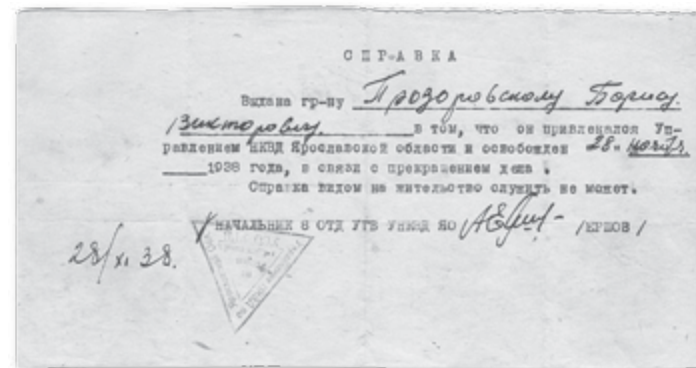 СПРАВКА
Выдана гр-ну Прозоровскому Борису
Викторовичу в том, что он привлекался Уп-
равлением НКВД Ярославской области и освобожден 28. ноября
1938 года, в связи с прекращением дела .
Справка видом на жительство служить не может.
НАЧАЛЬНИК 8 ОТД УГБ УНКВД ЯО /ЕРШОВ/
28/XI 38.